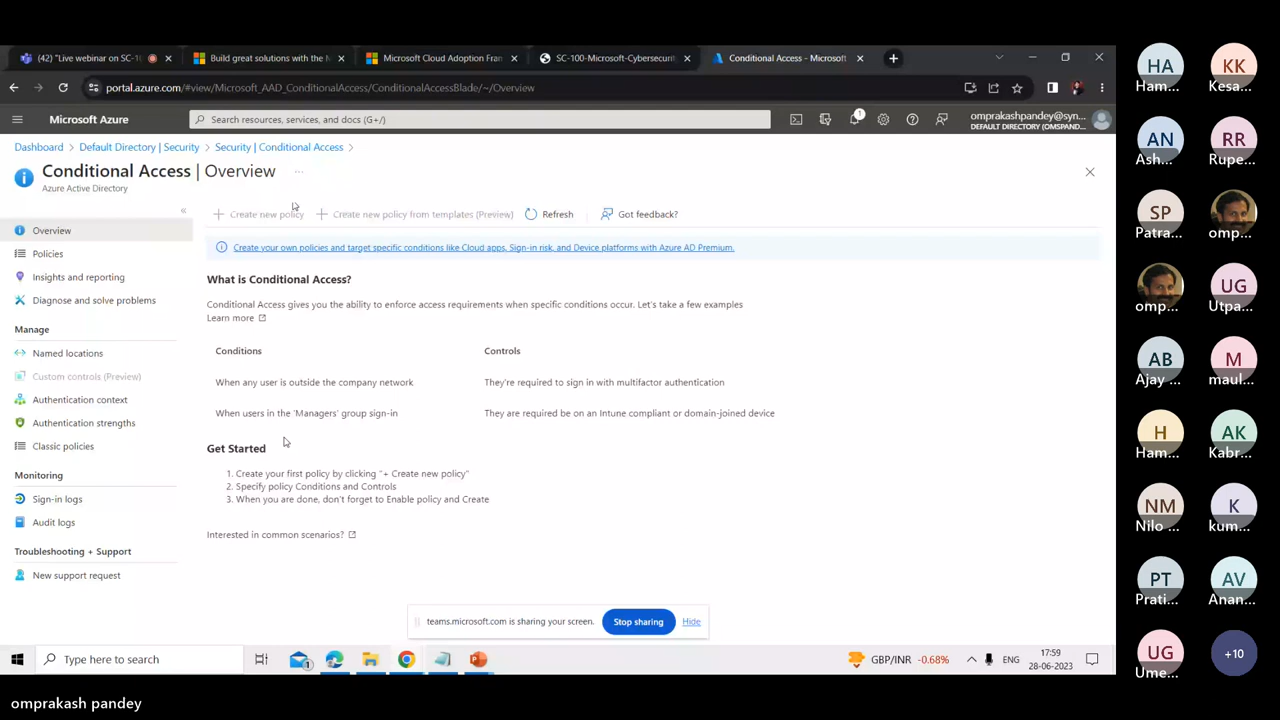 (42) "Live webinar on SC-1
Build great solutions with the M
Microsoft Cloud Adoption Fram
SC-100-Microsoft-Cybersecurit
Conditional Access - Microsoft
portal.azure.com/#view/Microsoft_AAD_ConditionalAccess/ConditionalAccessBlade/~/Overview
Microsoft Azure
Search resources, services, and docs (G+/)
1
omprakashpandey@syn...
DEFAULT DIRECTORY (OMSPAND...
Dashboard > Default Directory | Security > Security | Conditional Access >
Conditional Access | Overview ...
Azure Active Directory
«
+ Create new policy
+ Create new policy from templates (Preview)
Refresh
Got feedback?
Overview
Policies
Insights and reporting
Diagnose and solve problems
Manage
Named locations
Custom controls (Preview)
Authentication context
Authentication strengths
Classic policies
Monitoring
Sign-in logs
Audit logs
Troubleshooting + Support
New support request
Create your own policies and target specific conditions like Cloud apps, Sign-in risk, and Device platforms with Azure AD Premium.
What is Conditional Access?
Conditional Access gives you the ability to enforce access requirements when specific conditions occur. Let's take a few examples
Learn more
Conditions
Controls
When any user is outside the company network
They're required to sign in with multifactor authentication
When users in the 'Managers' group sign-in
They are required be on an Intune compliant or domain-joined device
Get Started
1. Create your first policy by clicking "+ Create new policy"
2. Specify policy Conditions and Controls
3. When you are done, don't forget to Enable policy and Create
Interested in common scenarios?
teams.microsoft.com is sharing your screen.
Stop sharing
Hide
Type here to search
1
GBP/INR -0.68%
ENG
17:59
28-06-2023
omprakash pandey
HA
Ham...
KK
Kesa...
AN
Ash...
RR
Rupe...
SP
Patra...
omp...
omp...
UG
Utpa...
AB
Ajay ...
M
maul...
H
Ham...
AK
Kabr...
NM
Nilo ...
K
kum...
PT
Prati...
AV
Anan...
UG
Ume...
+10